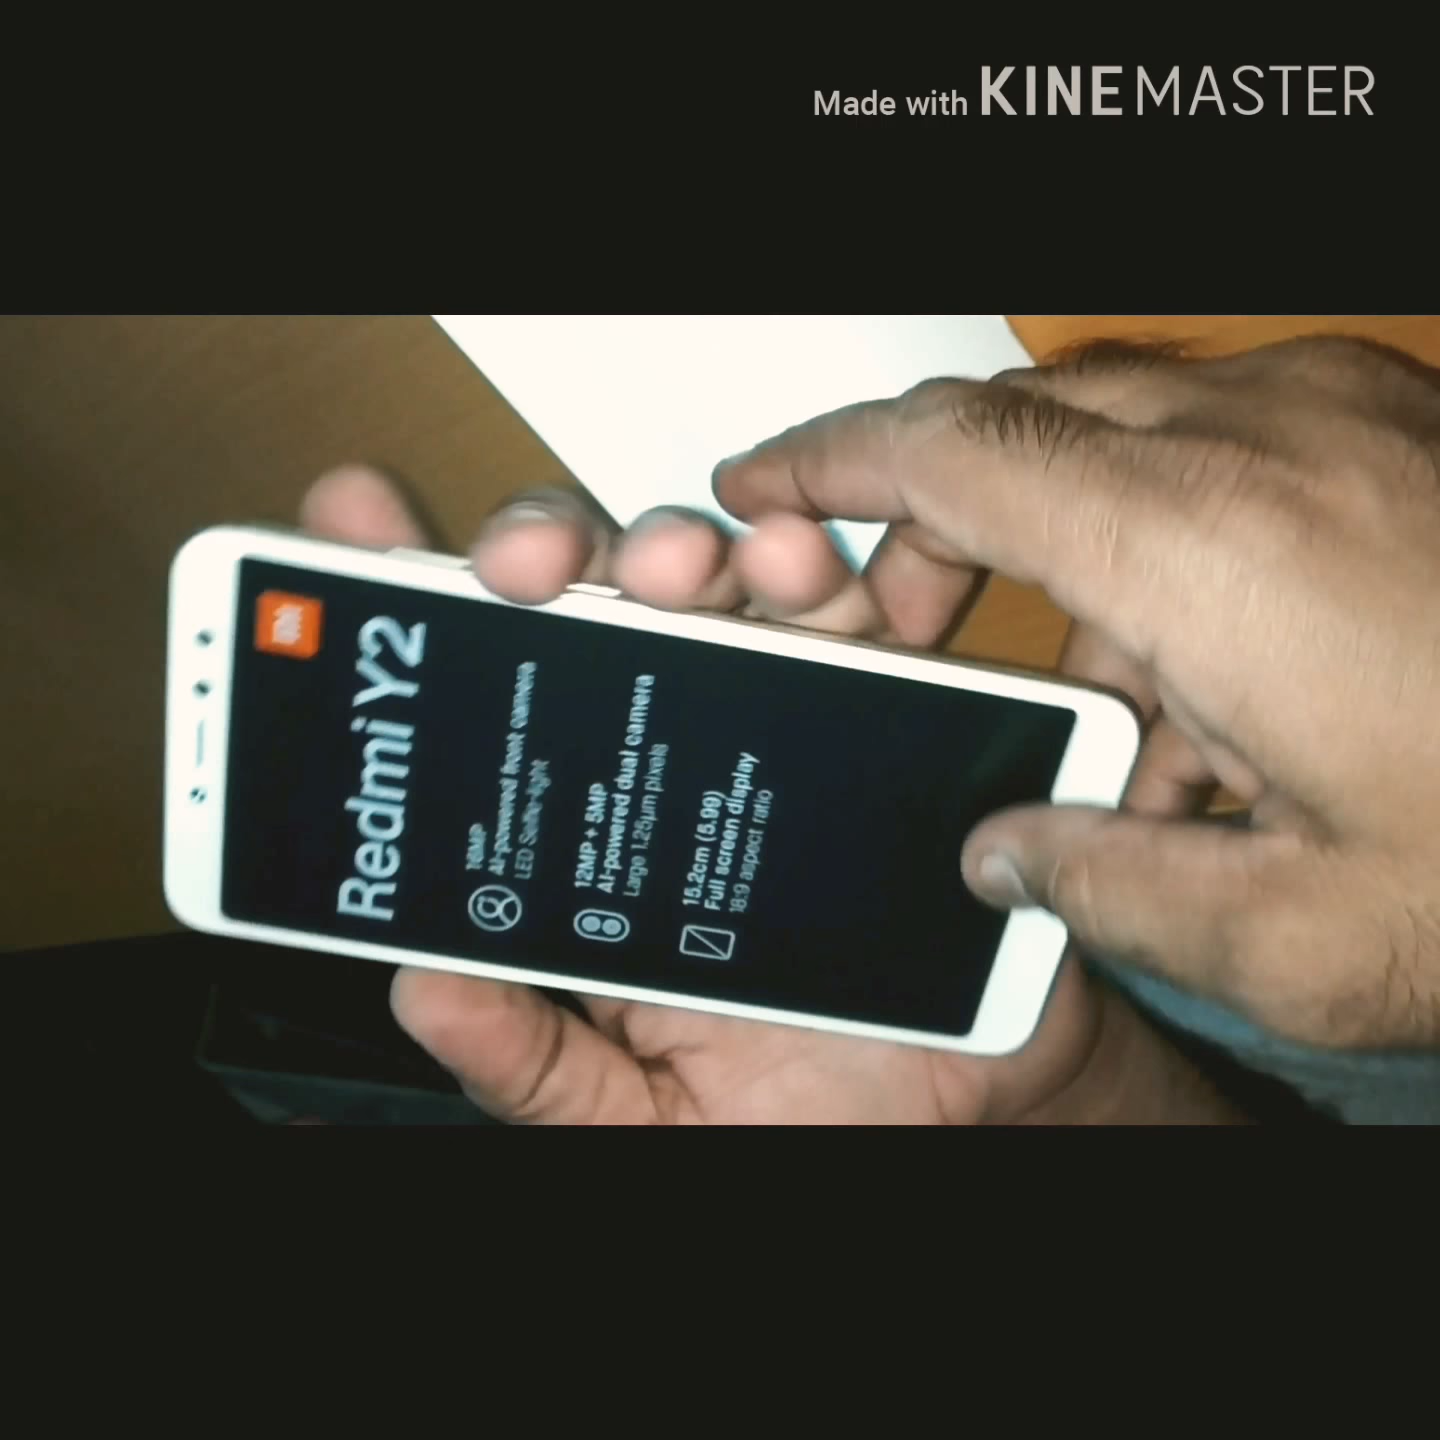 Made with KINEMASTER
mi
Redmi Y2
16MP
AI-powered front camera
LED Selfie-light
12MP + 5MP
AI-powered dual camera
Large 1.25μm pixels
15.2cm (5.99)
Full screen display
18:9 aspect ratio